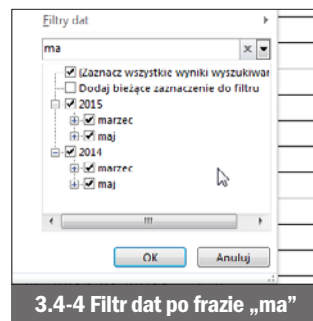 Filtry dat
ma
(Zaznacz wszystkie wyniki wyszukiwar
Dodaj bieżące zaznaczenie do filtru
2015
marzec
maj
2014
marzec
maj
OK Anuluj
3.4-4 Filtr dat po frazie „ma”